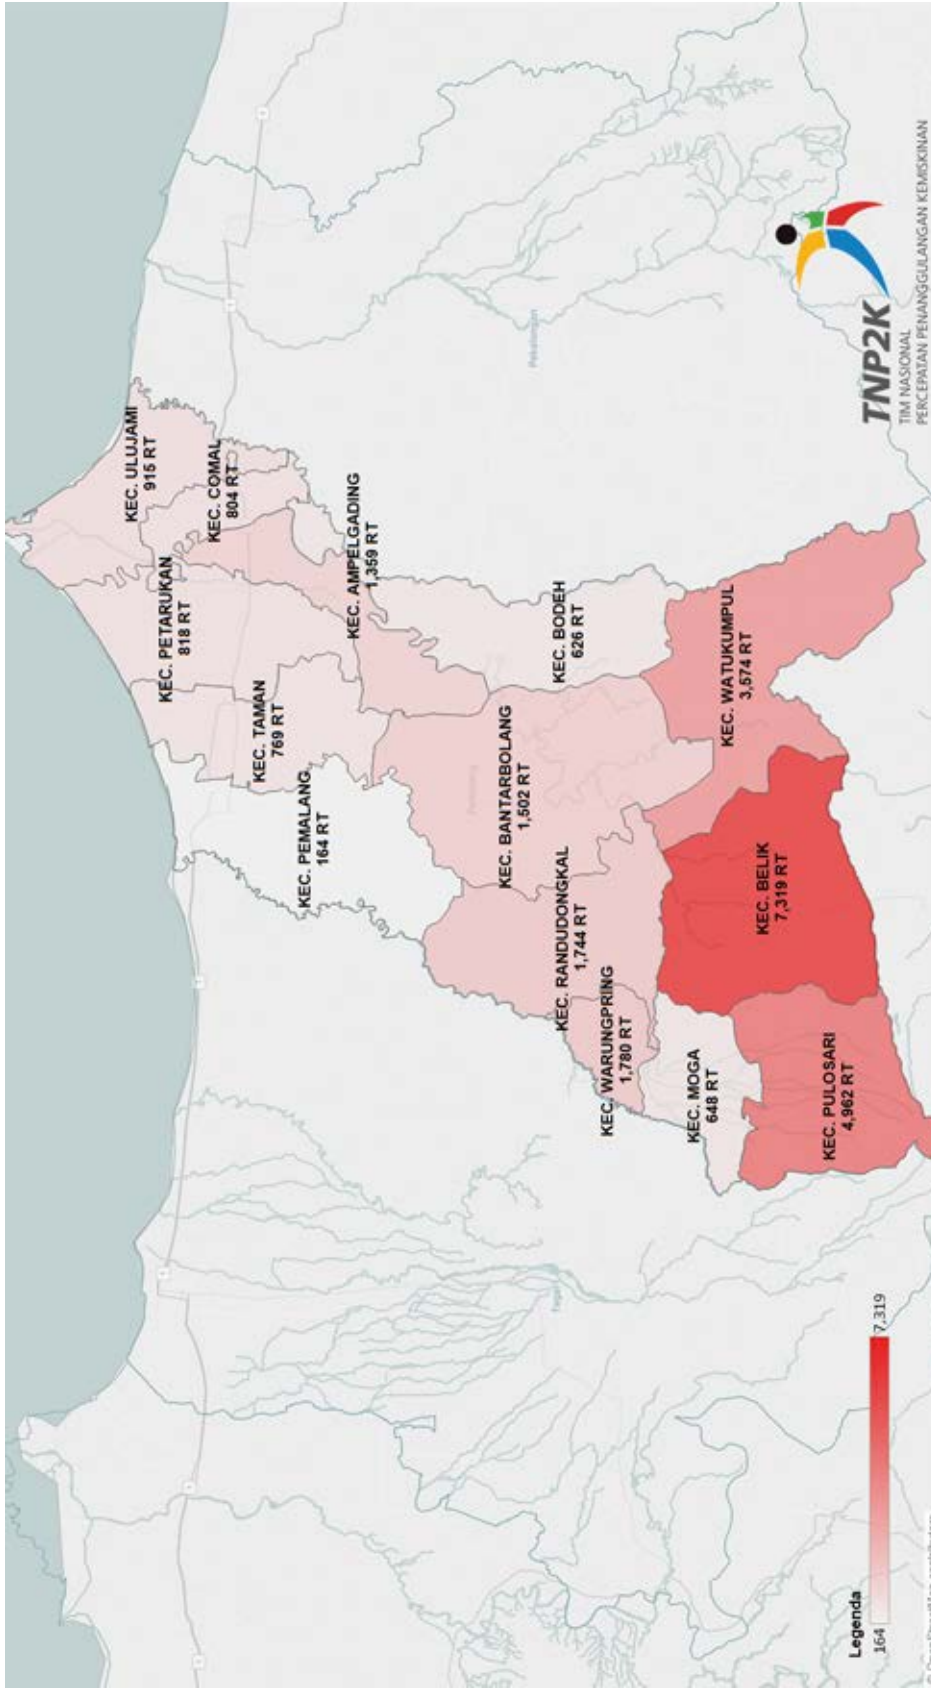 KEC. ULUJAMI
915 RT
KEC. COMAL
804 RT
KEC. PETARUKAN
818 RT
KEC. TAMAN
769 RT
KEC. AMPELGADING
1,359 RT
KEC. PEMALANG
164 RT
KEC. BANTARBOLANG
1,502 RT
KEC. BODEH
626 RT
KEC. RANDUDONGKAL
1,744 RT
KEC. WARUNGPRING
1,780 RT
KEC. MOGA
648 RT
KEC. WATUKUMPUL
3,574 RT
KEC. BELIK
7,319 RT
KEC. PULOSARI
4,962 RT
Pekalongan
Tegal
TNP2K
TIM NASIONAL
PERCEPATAN PENANGGULANGAN KEMISKINAN
Legenda
164
7,319